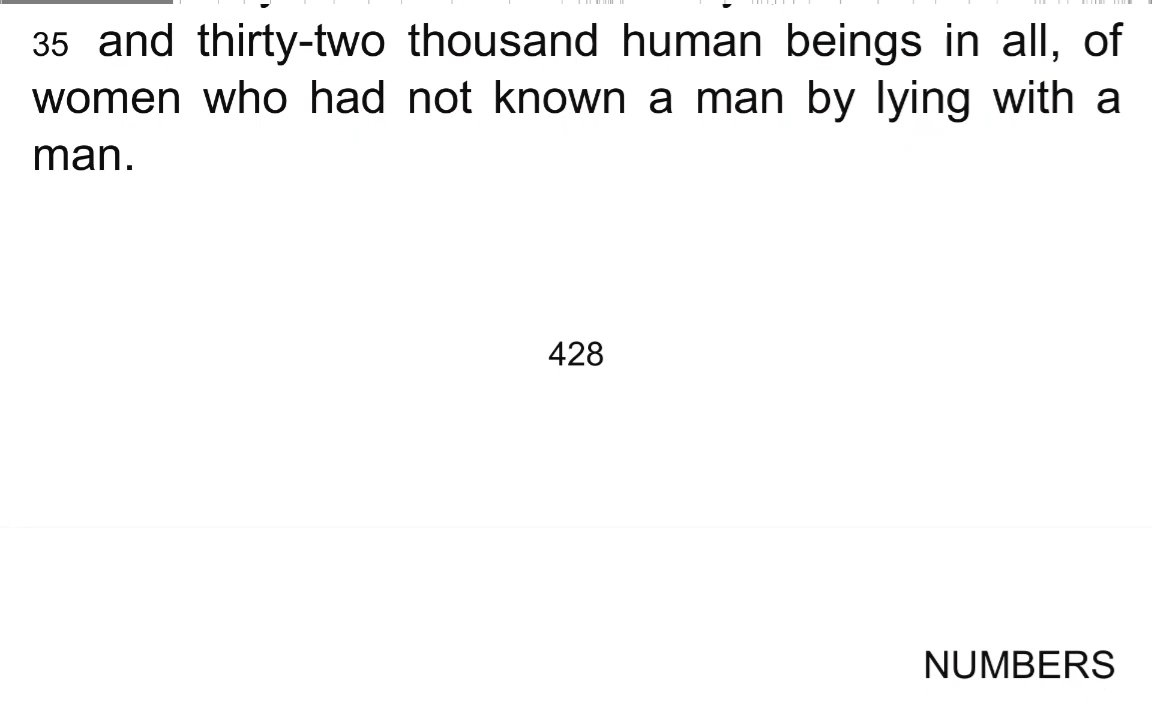 35 and thirty-two thousand human beings in all, of
women who had not known a man by lying with a
man.
428
NUMBERS